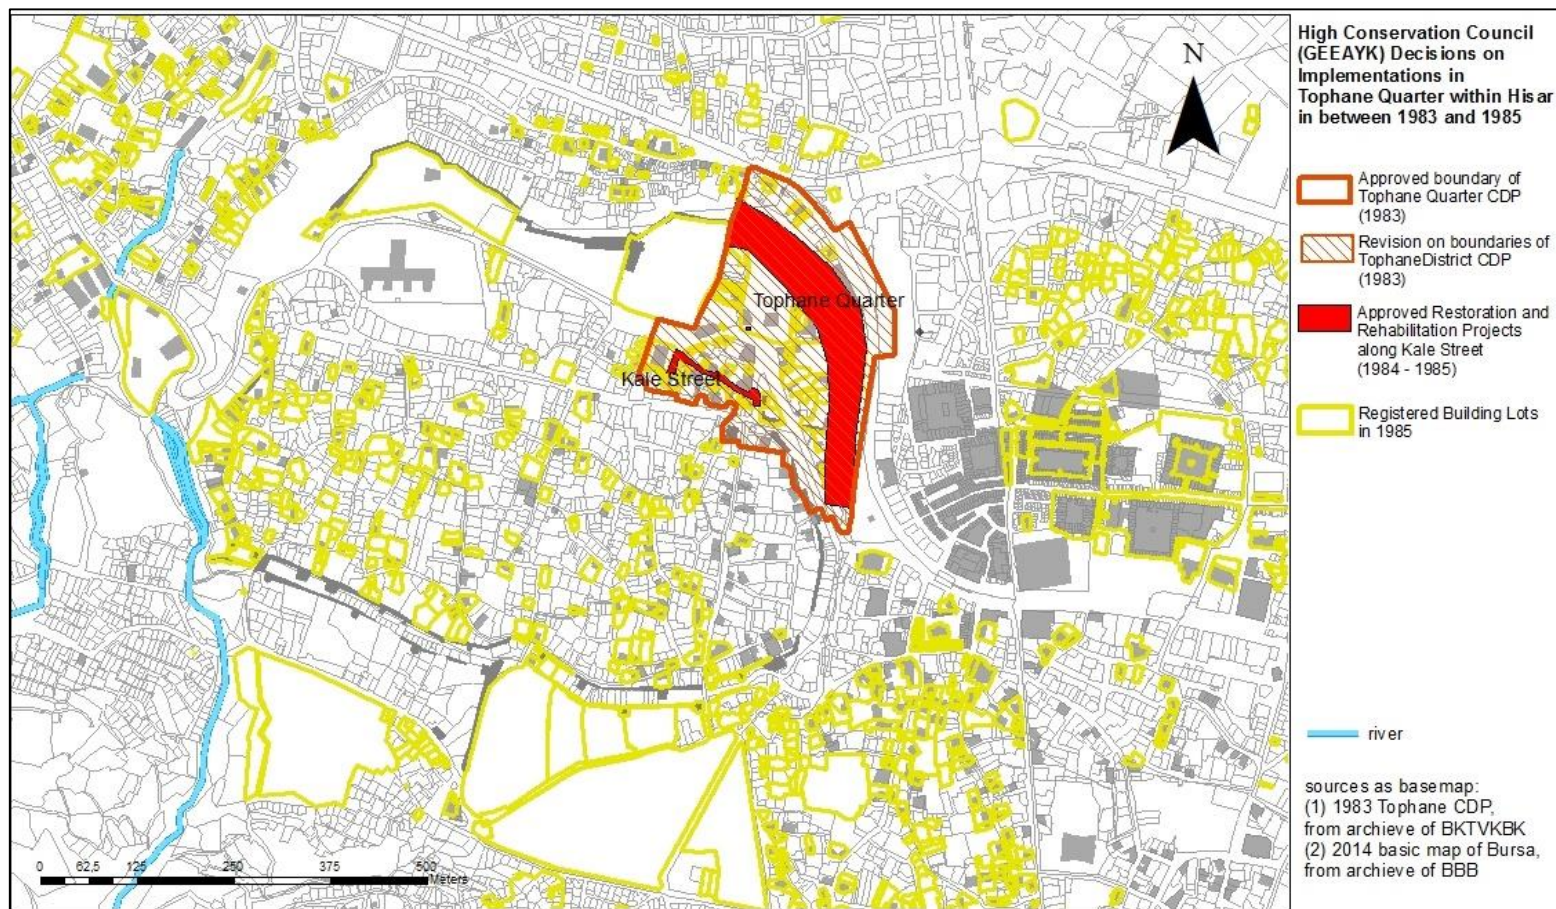 High Conservation Council
(GEEAYK) Decisions on
Implementations in
Tophane Quarter within Hisar
in between 1983 and 1985
N
Approved boundary of
Tophane Quarter CDP
(1983)
Revision on boundaries of
TophaneDistrict CDP
(1983)
Approved Restoration and
Rehabilitation Projects
along Kale Street
(1984 - 1985)
Registered Building Lots
in 1985
Tophane Quarter
Kale Street
river
sources as basemap:
(1) 1983 Tophane CDP,
from archieve of BKTVKBK
(2) 2014 basic map of Bursa,
from archieve of BBB
0 62,5 125 250 375 500
Meters